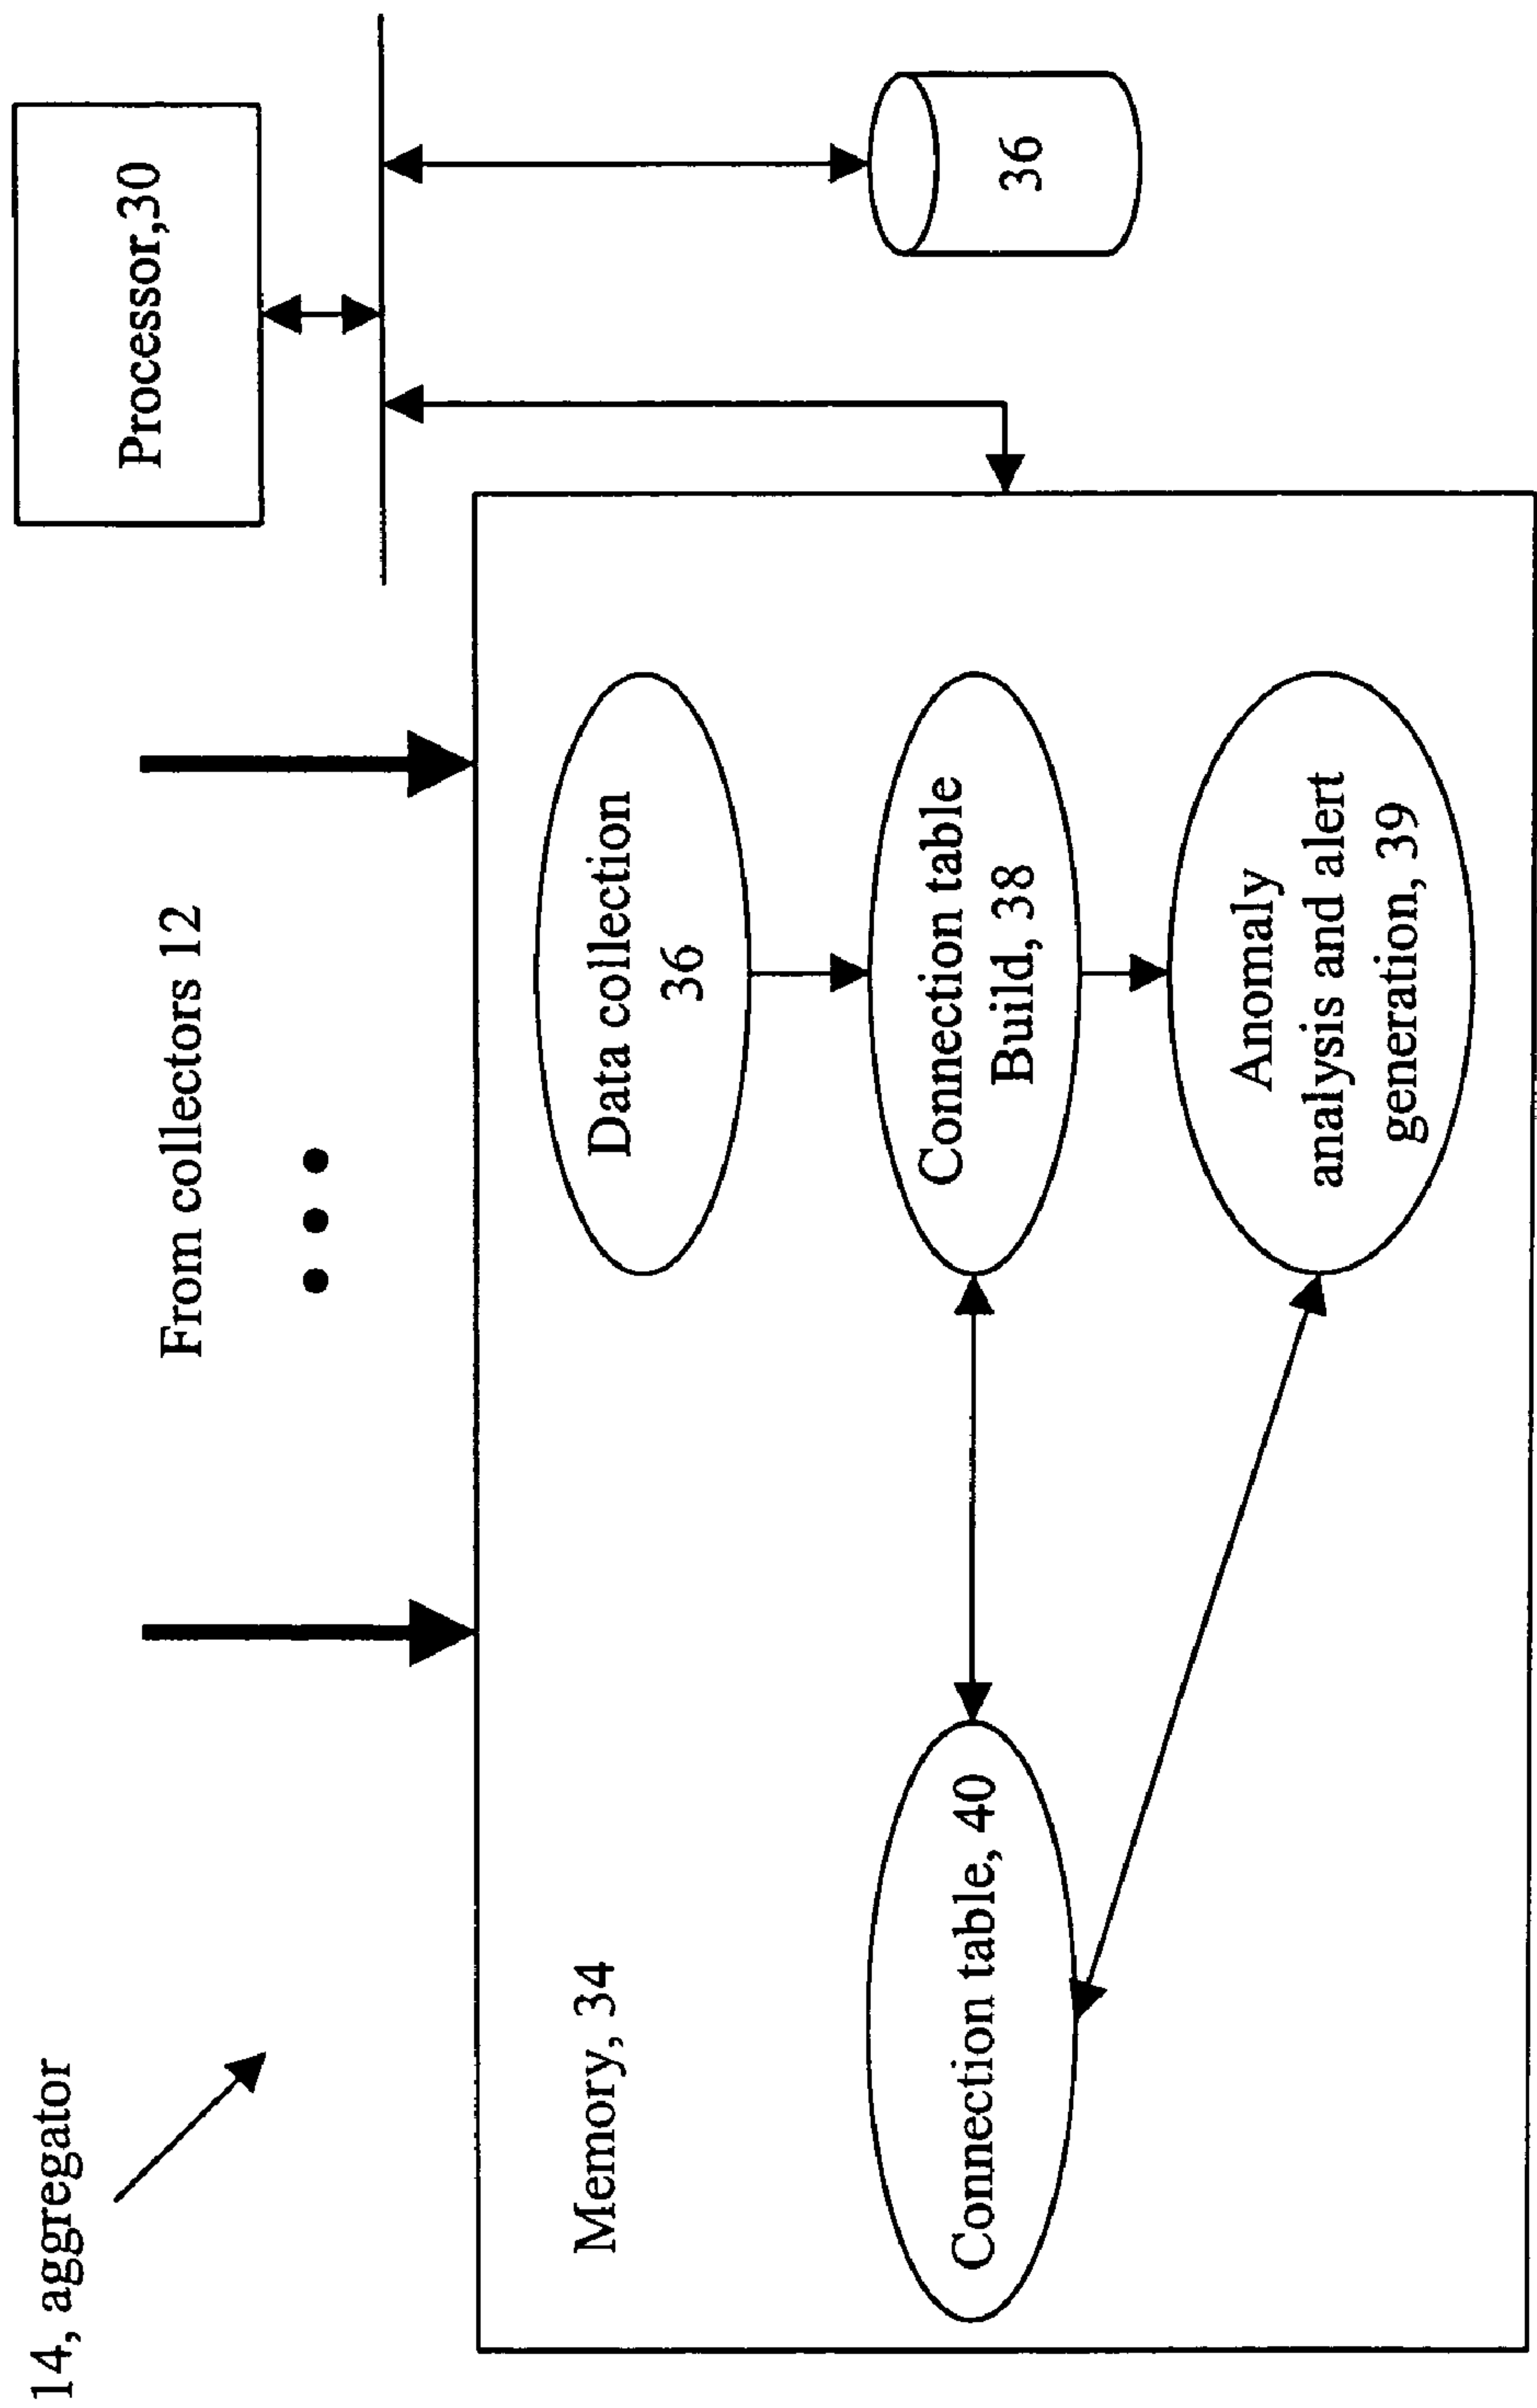 14, aggregator
From collectors 12
Processor,30
36
Memory, 34
Data collection
36
Connection table
Build, 38
Connection table, 40
Anomaly
analysis and alert
generation, 39